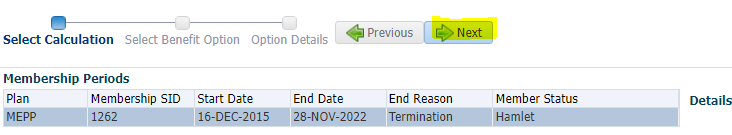 Select Calculation Select Benefit Option Option Details Previous Next
Membership Periods
Details
Plan Membership SID Start Date End Date End Reason Member Status
MEPP 1262 16-DEC-2015 28-NOV-2022 Termination Hamlet